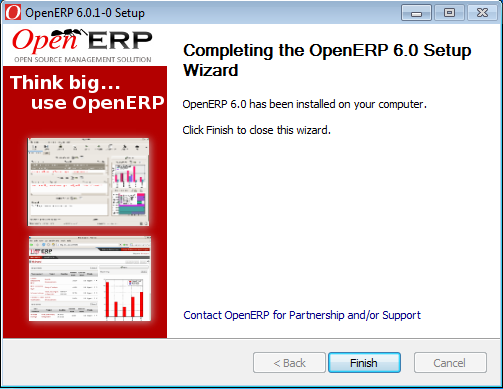 OpenERP 6.0.1-0 Setup
Open ERP
OPEN SOURCE MANAGEMENT SOLUTION
Think big...
use OpenERP
Completing the OpenERP 6.0 Setup
Wizard
OpenERP 6.0 has been installed on your computer.
Click Finish to close this wizard.
Contact OpenERP for Partnership and/or Support
< Back
Finish
Cancel